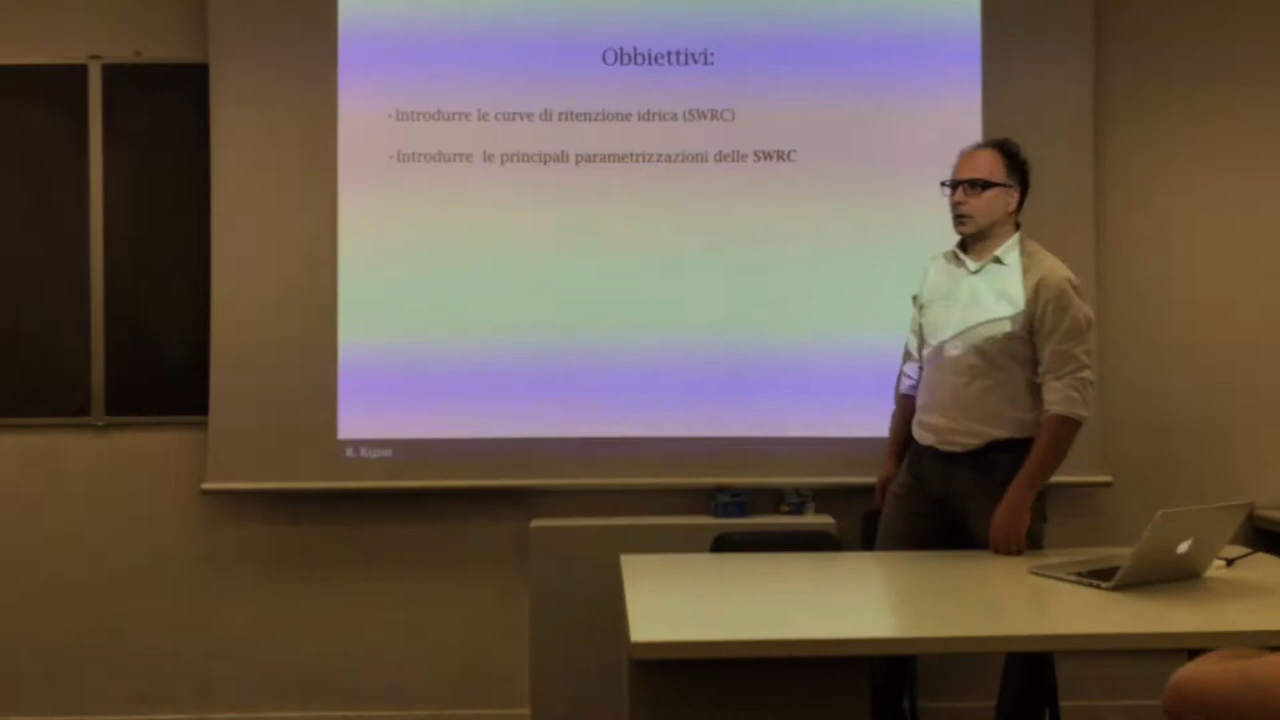 Obbiettivi:
- Introdurre le curve di ritenzione idrica (SWRC)
- Introdurre le principali parametrizzazioni delle SWRC
R.